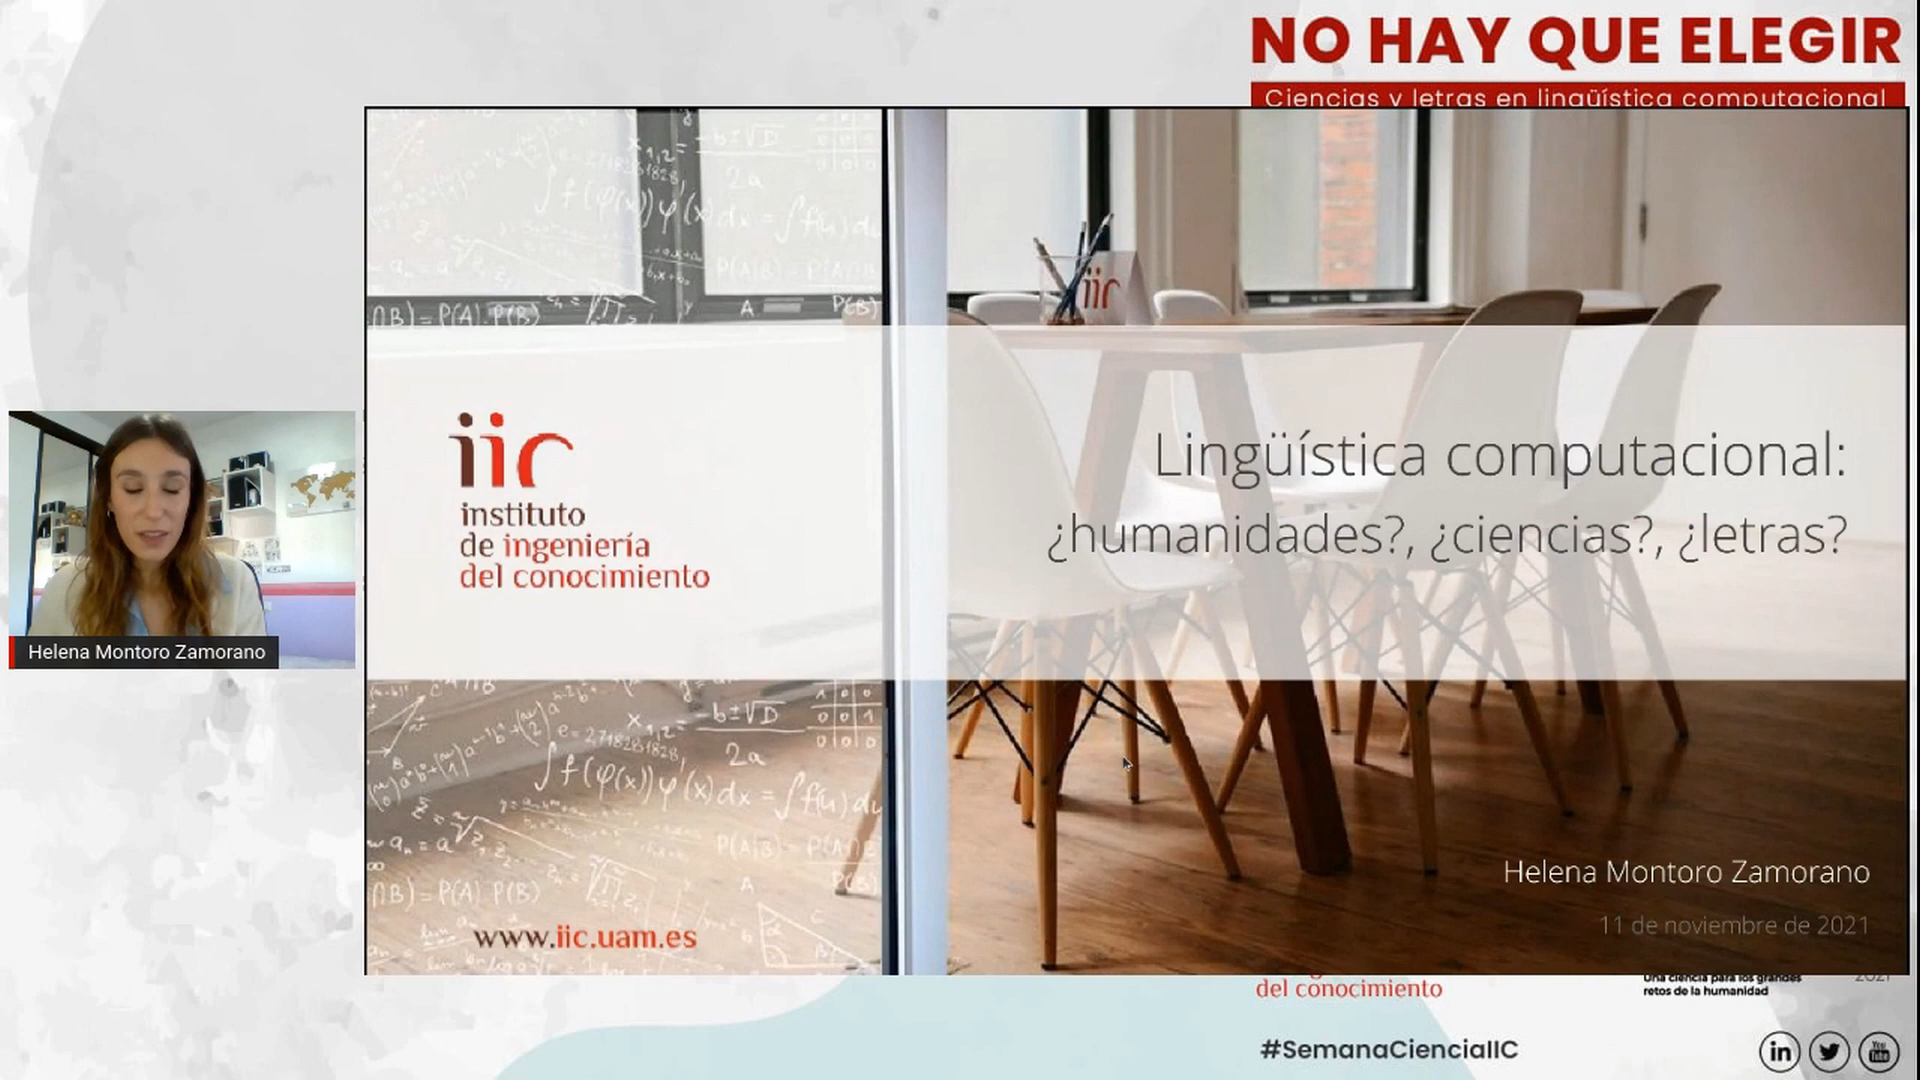 NO HAY QUE ELEGIR
Ciencias y letras en lingüística computacional
iic
instituto
de ingeniería
del conocimiento
Lingüística computacional:
¿humanidades?, ¿ciencias?, ¿letras?
Helena Montoro Zamorano
www.iic.uam.es
Helena Montoro Zamorano
11 de noviembre de 2021
del conocimiento
Una ciencia para los grandes
retos de la humanidad
2021
#SemanaCienciaIIC